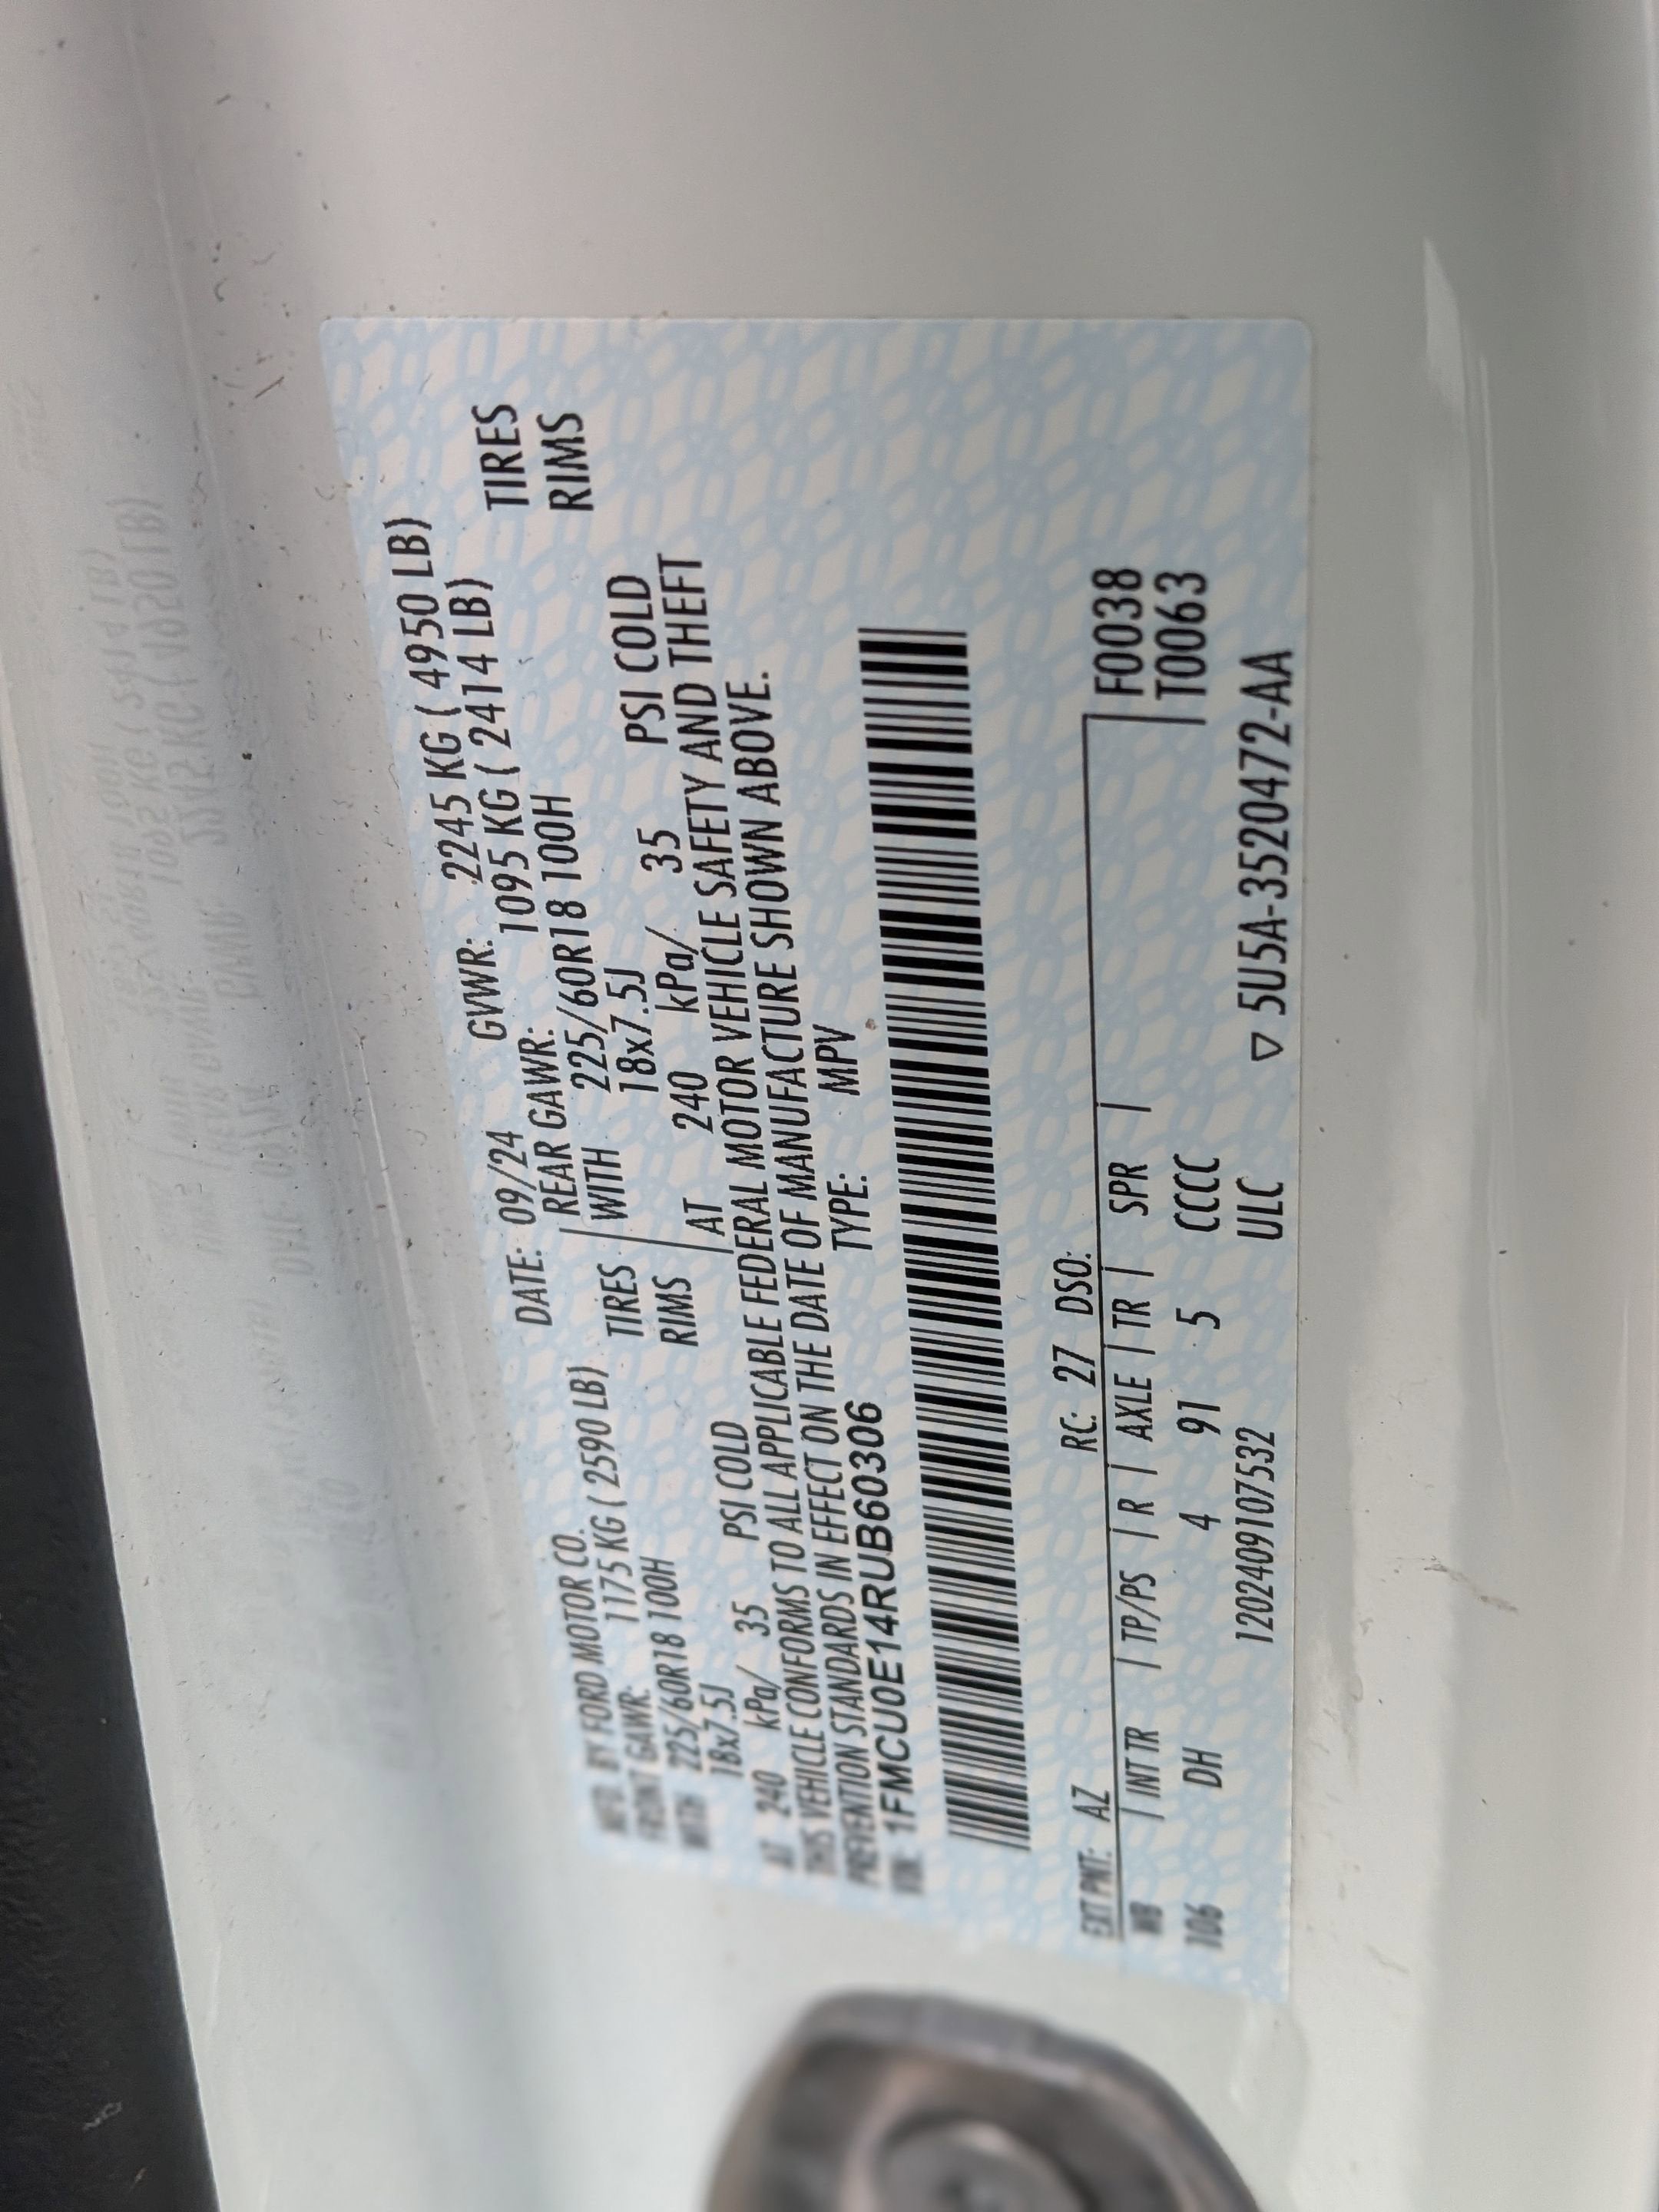 MFD. BY FORD MOTOR CO. DATE: 09/24 GVWR: 2245 KG ( 4950 LB)
FRONT GAWR: 1175 KG ( 2590 LB) REAR GAWR: 1095 KG ( 2414 LB)
WITH 225/60R18 100H TIRES WITH 225/60R18 100H TIRES
18x7.5J RIMS 18x7.5J RIMS
AT 240 kPa/ 35 PSI COLD AT 240 kPa/ 35 PSI COLD
THIS VEHICLE CONFORMS TO ALL APPLICABLE FEDERAL MOTOR VEHICLE SAFETY AND THEFT
PREVENTION STANDARDS IN EFFECT ON THE DATE OF MANUFACTURE SHOWN ABOVE.
VIN: 1FMCU0E14RUB60306 TYPE: MPV
EXT PNT: AZ RC: 27 DSO:
WB | INT TR | TP/PS | R | AXLE | TR | SPR | F0038
106 DH 4 91 5 CCCC T0063
1202409107532 ULC ▽ 5U5A-3520472-AA